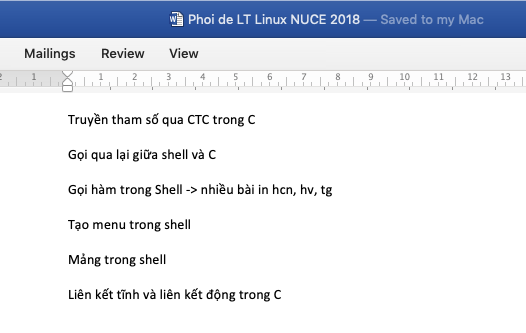 Phoi de LT Linux NUCE 2018 — Saved to my Mac
Mailings Review View
2 1 1 2 3 4 5 6 7 8 9 10 11 12 13
Truyền tham số qua CTC trong C
Gọi qua lại giữa shell và C
Gọi hàm trong Shell -> nhiều bài in hcn, hv, tg
Tạo menu trong shell
Mảng trong shell
Liên kết tĩnh và liên kết động trong C